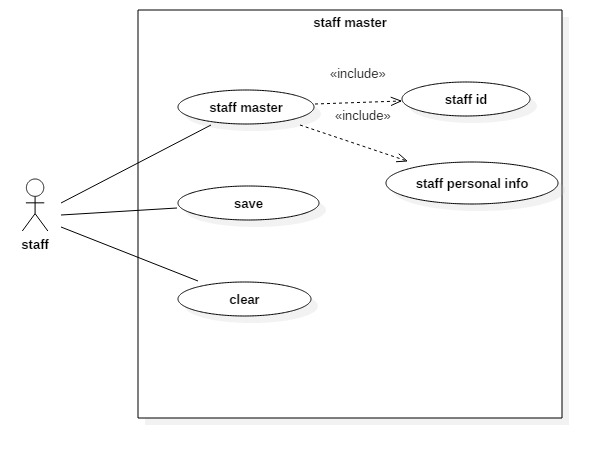 staff master
«include»
staff master
staff id
«include»
staff personal info
save
staff
clear